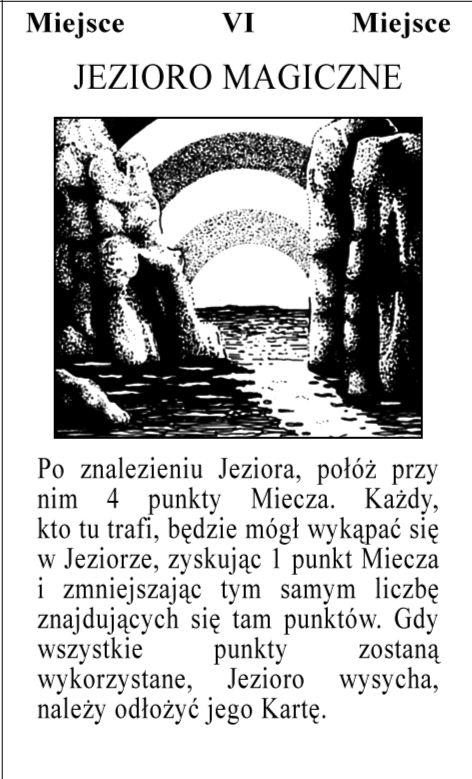 Miejsce VI Miejsce
JEZIORO MAGICZNE
Po znalezieniu Jeziora, połóż przy
nim 4 punkty Miecza. Każdy,
kto tu trafi, będzie mógł wykąpać się
w Jeziorze, zyskując 1 punkt Miecza
i zmniejszając tym samym liczbę
znajdujących się tam punktów. Gdy
wszystkie punkty zostaną
wykorzystane, Jezioro wysycha,
należy odłożyć jego Kartę.